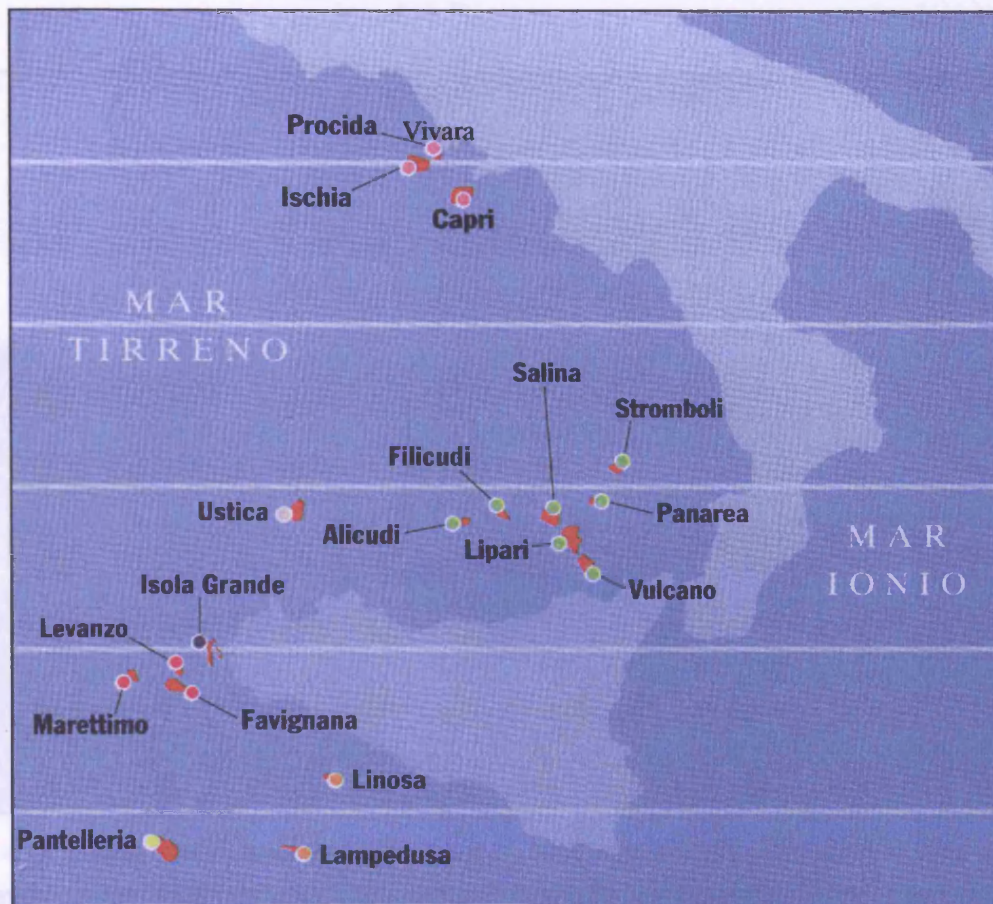 Procida
Vivara
Ischia
Capri
MAR
TIRRENO
Salina
Stromboli
Filicudi
Ustica
Alicudi
Lipari
Panarea
MAR
IONIO
Vulcano
Isola Grande
Levanzo
Marettimo
Favignana
Linosa
Pantelleria
Lampedusa